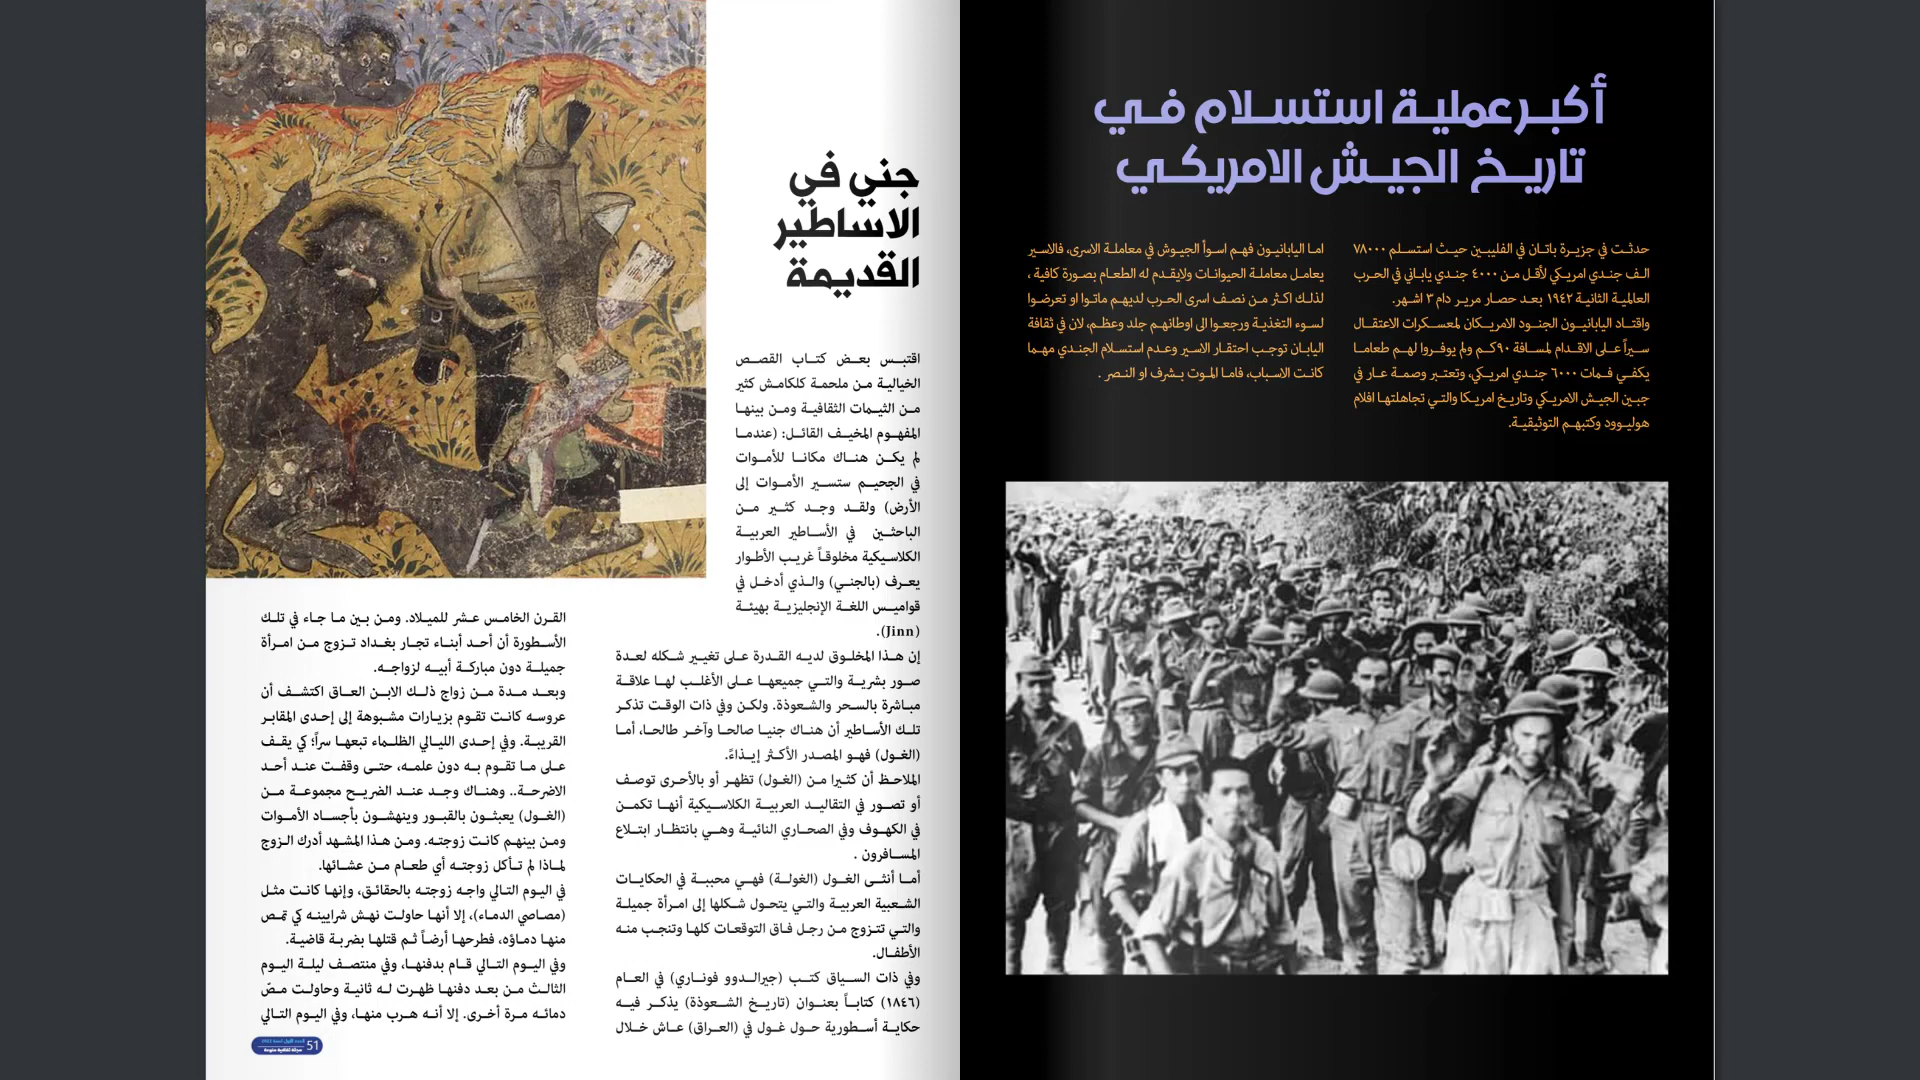 أكبر عملية استسلام في
تاريخ الجيش الامريكي
حدثت في جزيرة باتان في الفليبين حيث استسلم ٧٨٠٠٠
الف جندي امريكي لأقل من ٤٠٠٠ جندي ياباني في الحرب
العالمية الثانية ١٩٤٢ بعد حصار مرير دام ٣ اشهر.
واقتاد اليابانيون الجنود الامريكان لمعسكرات الاعتقال
سيراً على الاقدام لمسافة ٩٠كم ولم يوفروا لهم طعاما
يكفي فمات ٦٠٠٠ جندي امريكي، وتعتبر وصمة عار في
جبين الجيش الامريكي وتاريخ امريكا والتي تجاهلتها افلام
هوليوود وكتبهم التوثيقية.
اما اليابانيون فهم اسوأ الجيوش في معاملة الاسرى، فالاسير
يعامل معاملة الحيوانات ولايقدم له الطعام بصورة كافية ،
لذلك اكثر من نصف اسرى الحرب لديهم ماتوا او تعرضوا
لسوء التغذية ورجعوا الى اوطانهم جلد وعظم، لان في ثقافة
اليابان توجب احتقار الاسير وعدم استسلام الجندي مهما
كانت الاسباب، فاما الموت بشرف او النصر .
جني في
الاساطير
القديمة
اقتبس بعض كتاب القصص
الخيالية من ملحمة كلكامش كثير
من الثيمات الثقافية ومن بينها
المفهوم المخيف القائل: (عندما
لم يكن هناك مكانا للأموات
في الجحيم ستسير الأموات إلى
الأرض) ولقد وجد كثير من
الباحثين في الأساطير العربية
الكلاسيكية مخلوقاً غريب الأطوار
يعرف (بالجني) والذي أدخل في
قواميس اللغة الإنجليزية بهيئة
(Jinn).
إن هذا المخلوق لديه القدرة على تغيير شكله لعدة
صور بشرية والتي جميعها على الأغلب لها علاقة
مباشرة بالسحر والشعوذة. ولكن وفي ذات الوقت تذكر
تلك الأساطير أن هناك جنيا صالحا وآخر طالحا، أما
(الغول) فهو المصدر الأكثر إيذاءً.
الملاحظ أن كثيرا من (الغول) تظهر أو بالأحرى توصف
أو تصور في التقاليد العربية الكلاسيكية أنها تكمن
في الكهوف وفي الصحاري النائية وهي بانتظار ابتلاع
المسافرون .
أما أنثى الغول (الغولة) فهي محببة في الحكايات
الشعبية العربية والتي يتحول شكلها إلى امرأة جميلة
والتي تتزوج من رجل فاق التوقعات كلها وتنجب منه
الأطفال.
وفي ذات السياق كتب (جيرالدوو فوناري) في العام
(١٨٤٦) كتاباً بعنوان (تاريخ الشعوذة) يذكر فيه
حكاية أسطورية حول غول في (العراق) عاش خلال
القرن الخامس عشر للميلاد. ومن بين ما جاء في تلك
الأسطورة أن أحد أبناء تجار بغداد تزوج من امرأة
جميلة دون مباركة أبيه لزواجه.
وبعد مدة من زواج ذلك الابن العاق اكتشف أن
عروسه كانت تقوم بزيارات مشبوهة إلى إحدى المقابر
القريبة. وفي إحدى الليالي الظلماء تبعها سراً؛ كي يقف
على ما تقوم به دون علمه، حتى وقفت عند أحد
الاضرحة.. وهناك وجد عند الضريح مجموعة من
(الغول) يعبثون بالقبور وينهشون بأجساد الأموات
ومن بينهم كانت زوجته. ومن هذا المشهد أدرك الزوج
لماذا لم تأكل زوجته أي طعام من عشائها.
في اليوم التالي واجه زوجته بالحقائق، وإنها كانت مثل
(مصاصي الدماء)، إلا أنها حاولت نهش شرايينه كي تمص
منها دماؤه، فطرحها أرضاً ثم قتلها بضربة قاضية.
وفي اليوم التالي قام بدفنها، وفي منتصف ليلة اليوم
الثالث من بعد دفنها ظهرت له ثانية وحاولت مصّ
دمائه مرة أخرى. إلا أنه هرب منها، وفي اليوم التالي
51